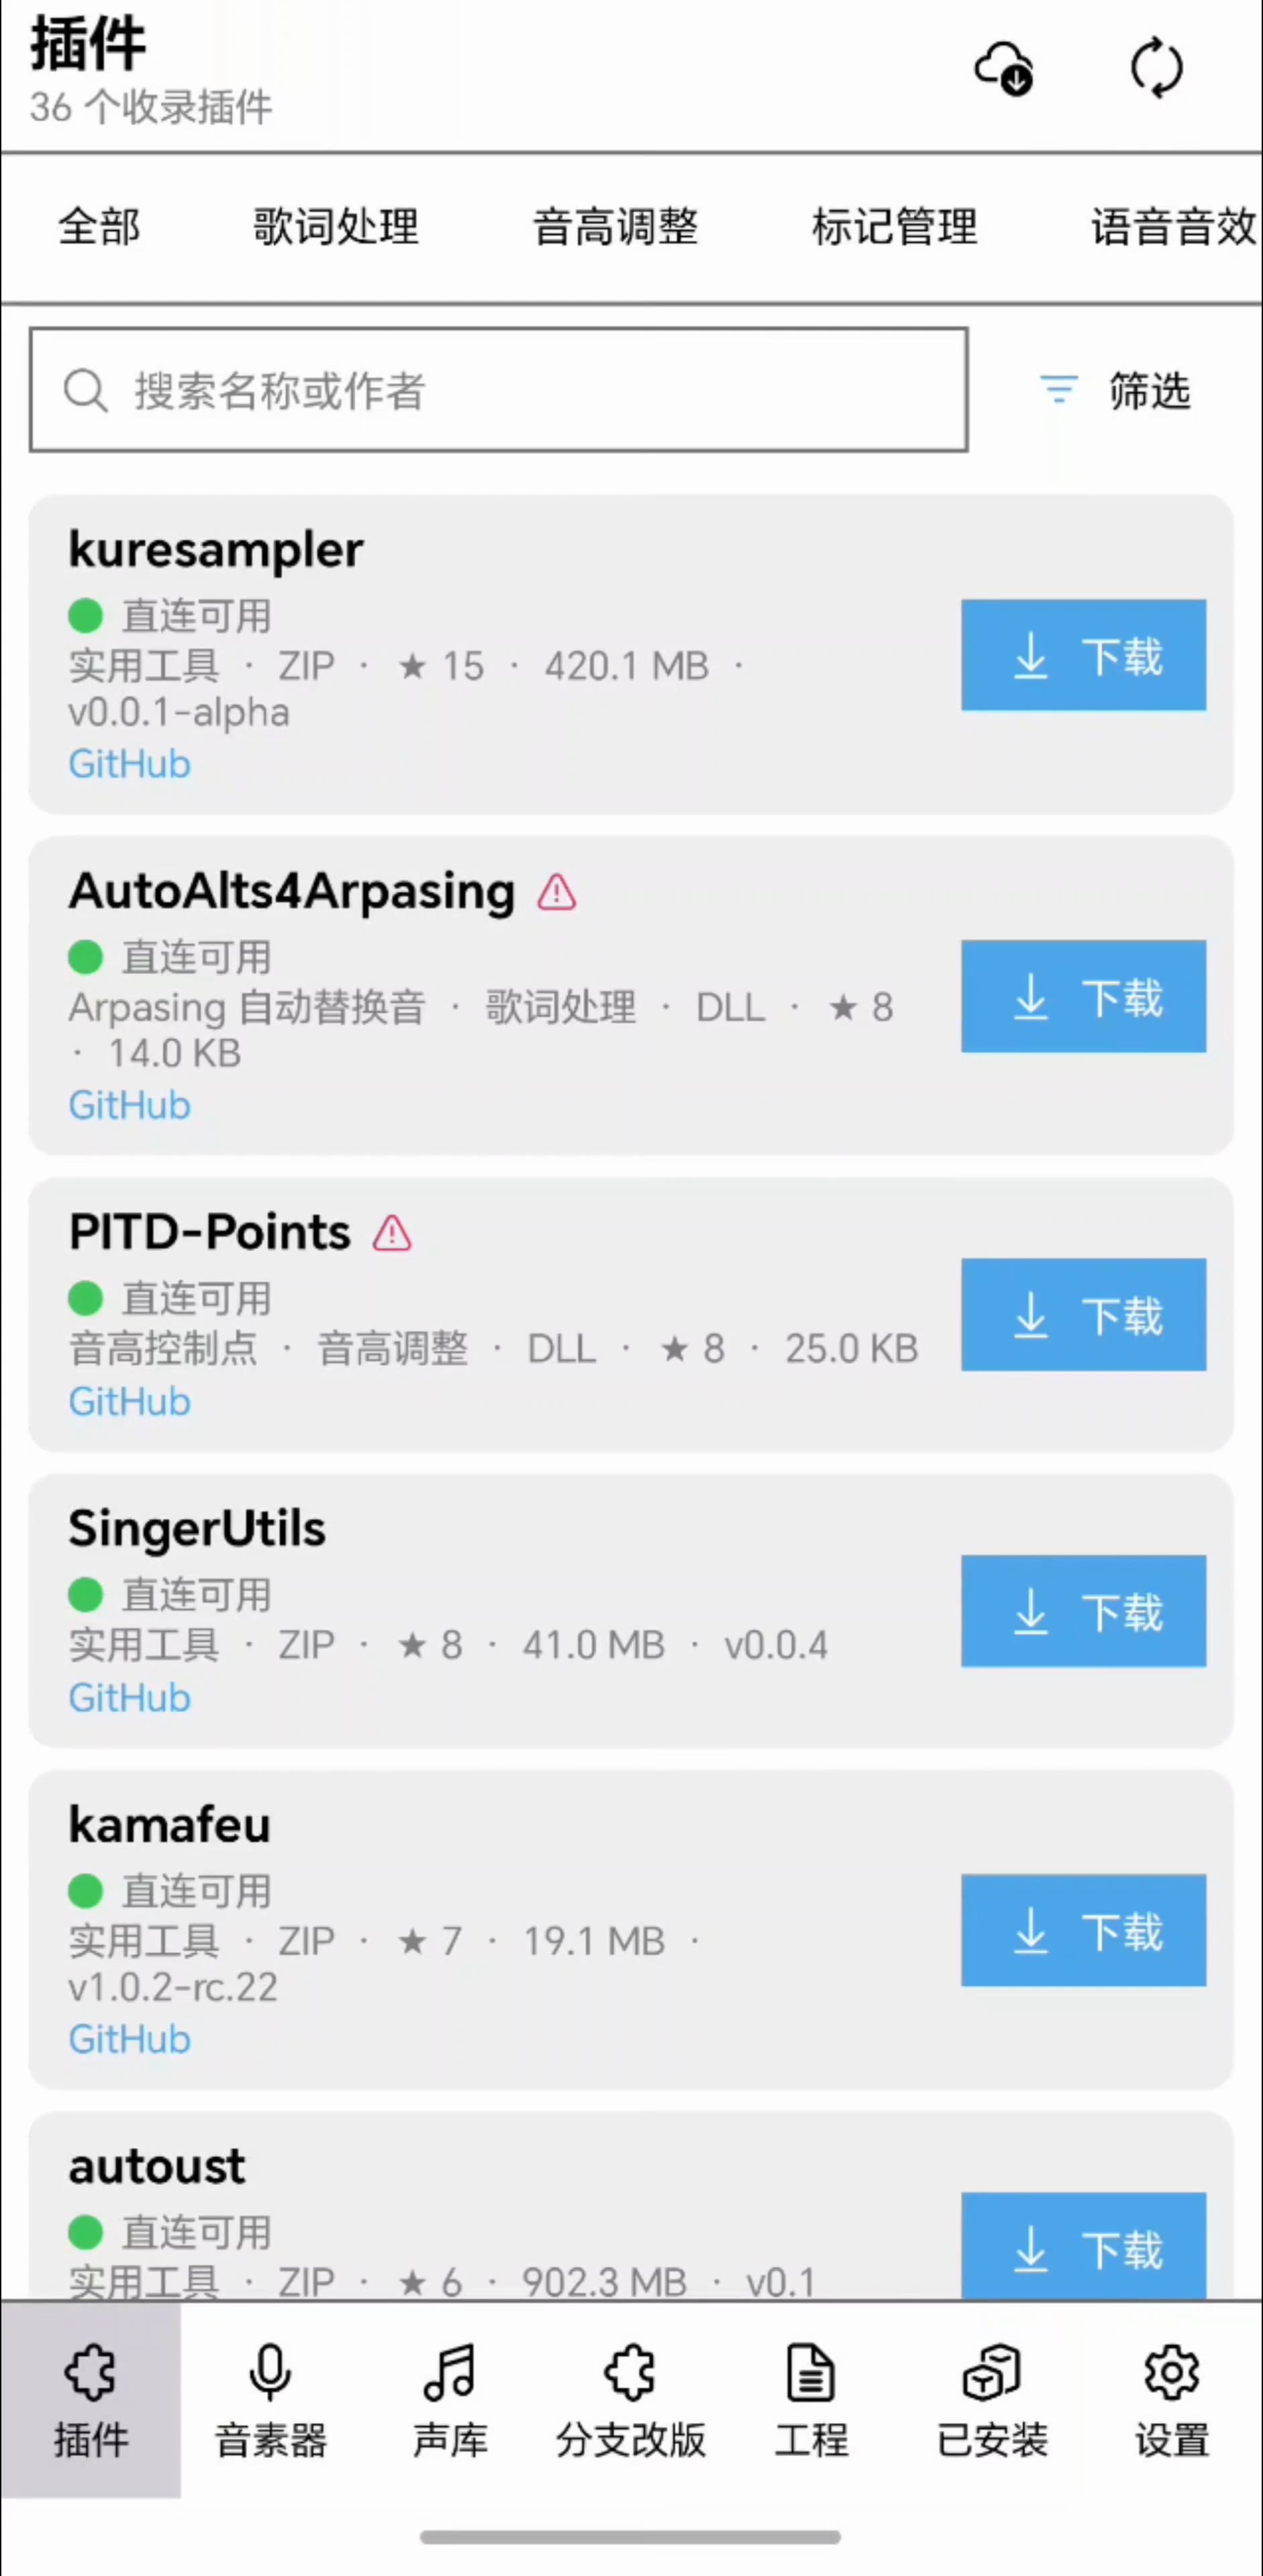 插件
36 个收录插件
全部 歌词处理 音高调整 标记管理 语音音效
搜索名称或作者 筛选
kuresampler
直连可用
实用工具 · ZIP · ★ 15 · 420.1 MB ·
v0.0.1-alpha
GitHub
下载
AutoAlts4Arpasing
直连可用
Arpasing 自动替换音 · 歌词处理 · DLL · ★ 8
· 14.0 KB
GitHub
下载
PITD-Points
直连可用
音高控制点 · 音高调整 · DLL · ★ 8 · 25.0 KB
GitHub
下载
SingerUtils
直连可用
实用工具 · ZIP · ★ 8 · 41.0 MB · v0.0.4
GitHub
下载
kamafeu
直连可用
实用工具 · ZIP · ★ 7 · 19.1 MB ·
v1.0.2-rc.22
GitHub
下载
autoust
直连可用
实用工具 · ZIP · ★ 6 · 902.3 MB · v0.1
下载
插件 音素器 声库 分支改版 工程 已安装 设置